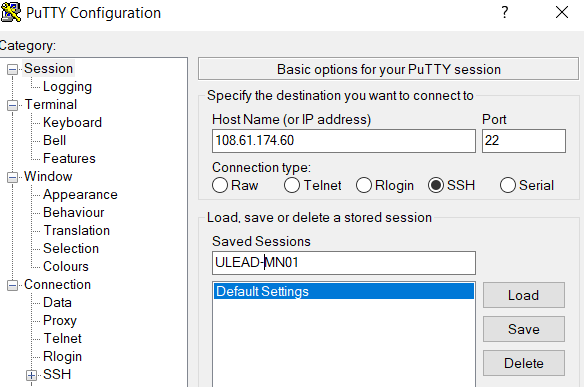 PuTTY Configuration
?
Category:
Session
Logging
Terminal
Keyboard
Bell
Features
Window
Appearance
Behaviour
Translation
Selection
Colours
Connection
Data
Proxy
Telnet
Rlogin
SSH
Basic options for your PuTTY session
Specify the destination you want to connect to
Host Name (or IP address) Port
108.61.174.60 22
Connection type:
Raw Telnet Rlogin SSH Serial
Load, save or delete a stored session
Saved Sessions
ULEAD-MN01
Default Settings
Load
Save
Delete